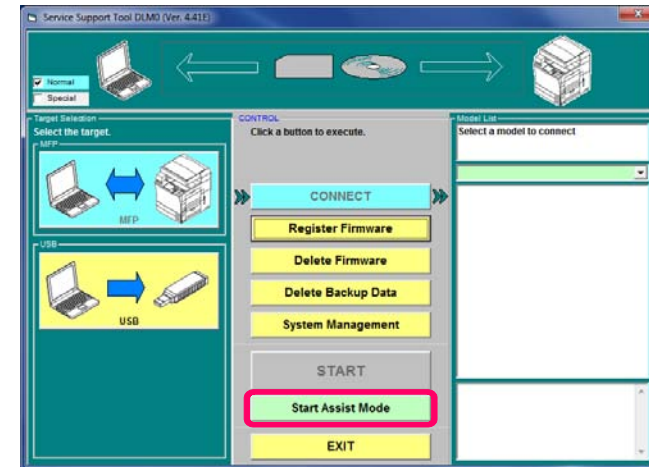 Service Support Tool DLM0 (Ver. 4.41E)
Normal
Special
Target Selection
Select the target.
MFP
MFP
USB
USB
CONTROL
Click a button to execute.
CONNECT
Register Firmware
Delete Firmware
Delete Backup Data
System Management
START
Start Assist Mode
EXIT
Model List
Select a model to connect